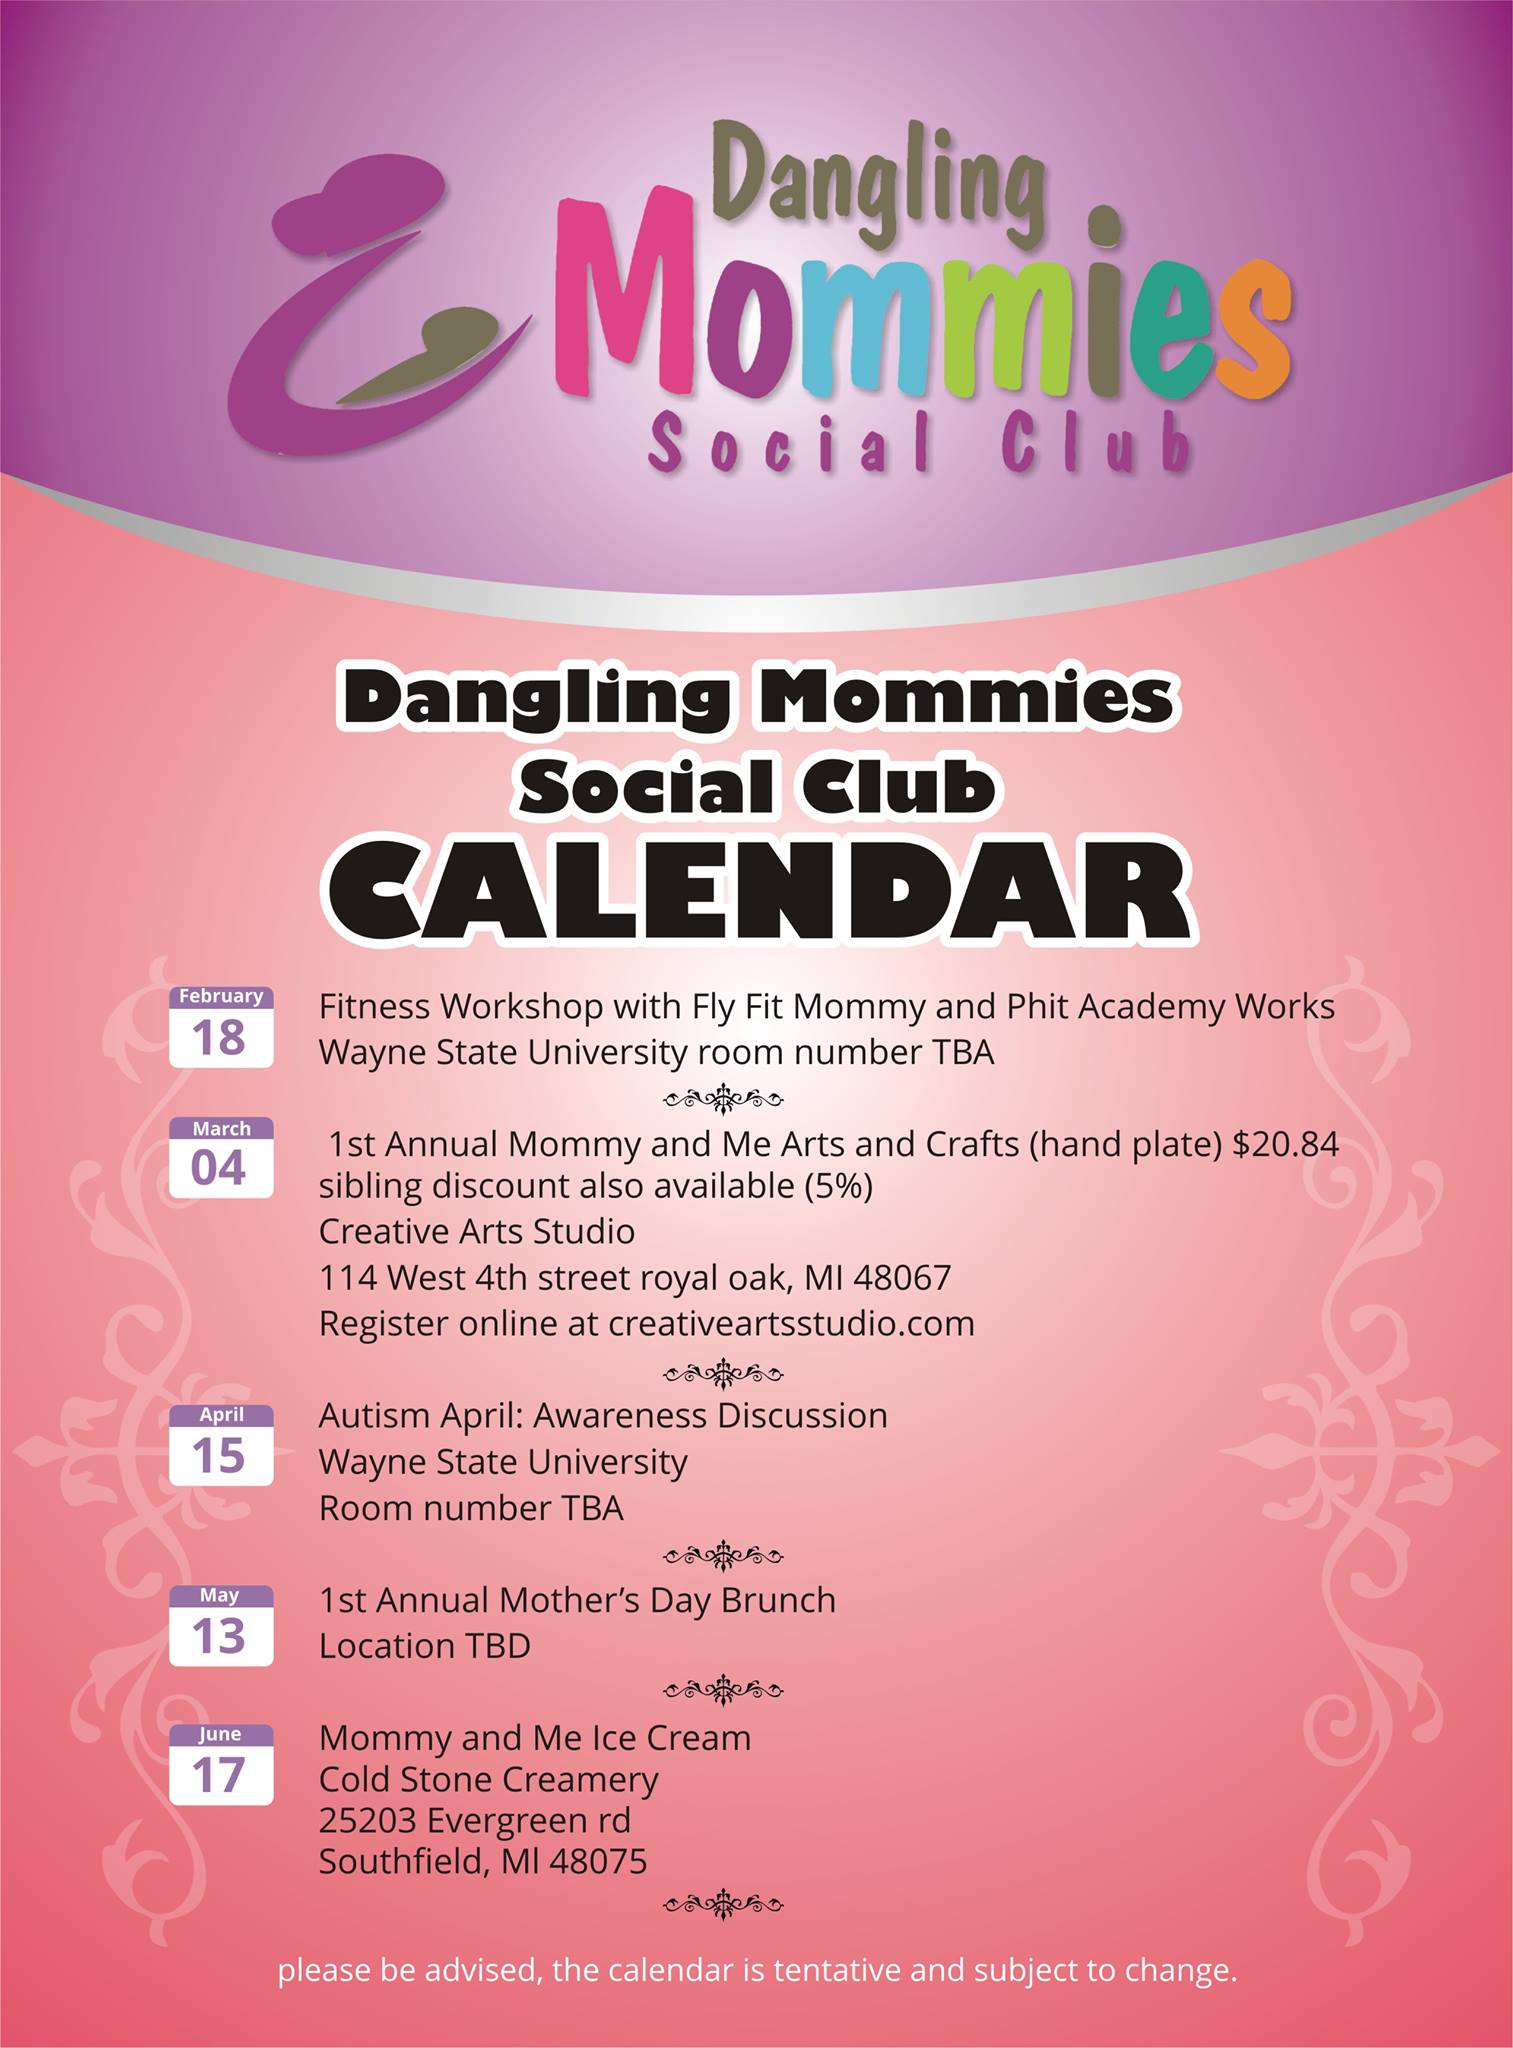 Dangling
Mommies
Social Club
Dangling Mommies
Social Club
CALENDAR
February
18
Fitness Workshop with Fly Fit Mommy and Phit Academy Works
Wayne State University room number TBA
March
04
1st Annual Mommy and Me Arts and Crafts (hand plate) $20.84
sibling discount also available (5%)
Creative Arts Studio
114 West 4th street royal oak, MI 48067
Register online at creativeartsstudio.com
April
15
Autism April: Awareness Discussion
Wayne State University
Room number TBA
May
13
1st Annual Mother’s Day Brunch
Location TBD
June
17
Mommy and Me Ice Cream
Cold Stone Creamery
25203 Evergreen rd
Southfield, MI 48075
please be advised, the calendar is tentative and subject to change.